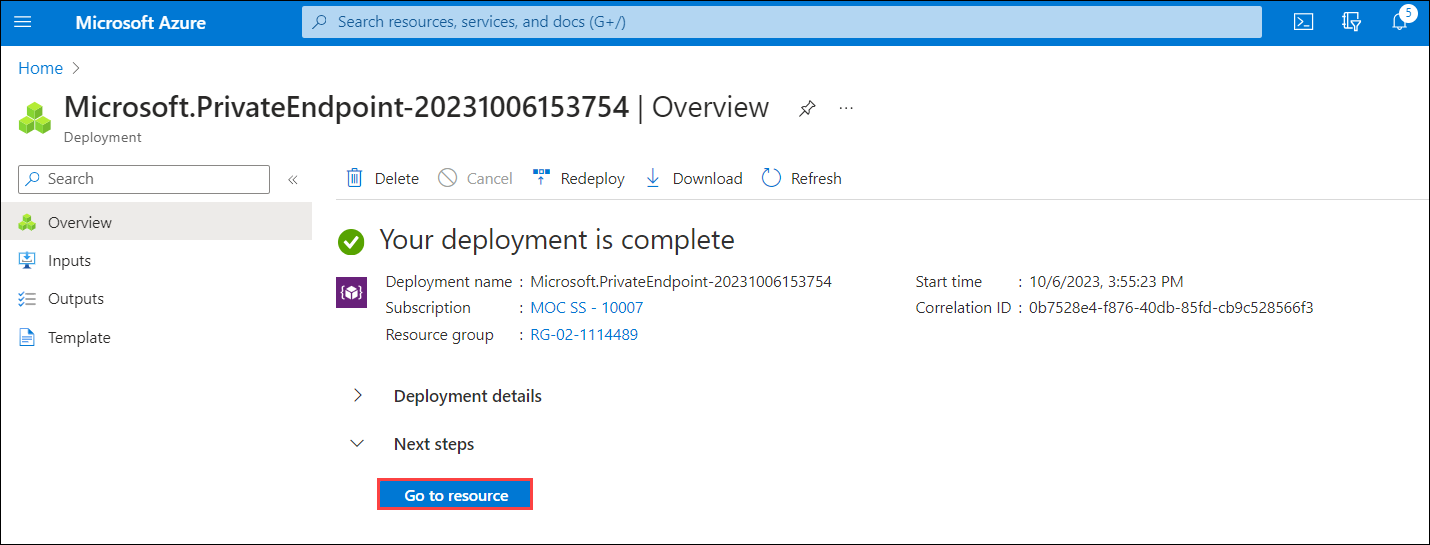 Microsoft Azure
Search resources, services, and docs (G+/)
5
Home
Microsoft.PrivateEndpoint-20231006153754 | Overview
Deployment
Search
Delete
Cancel
Redeploy
Download
Refresh
Overview
Inputs
Outputs
Template
Your deployment is complete
Deployment name : Microsoft.PrivateEndpoint-20231006153754
Subscription : MOC SS - 10007
Resource group : RG-02-1114489
Start time : 10/6/2023, 3:55:23 PM
Correlation ID : 0b7528e4-f876-40db-85fd-cb9c528566f3
Deployment details
Next steps
Go to resource